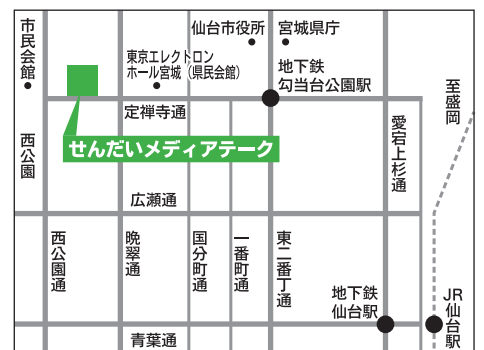 市民会館
仙台市役所
宮城県庁
東京エレクトロン
ホール宮城（県民会館）
地下鉄
勾当台公園駅
至盛岡
定禅寺通
西公園
せんだいメディアテーク
愛宕上杉通
広瀬通
西公園通
晩翠通
国分町通
一番町通
東二番丁通
地下鉄
仙台駅
JR仙台駅
青葉通